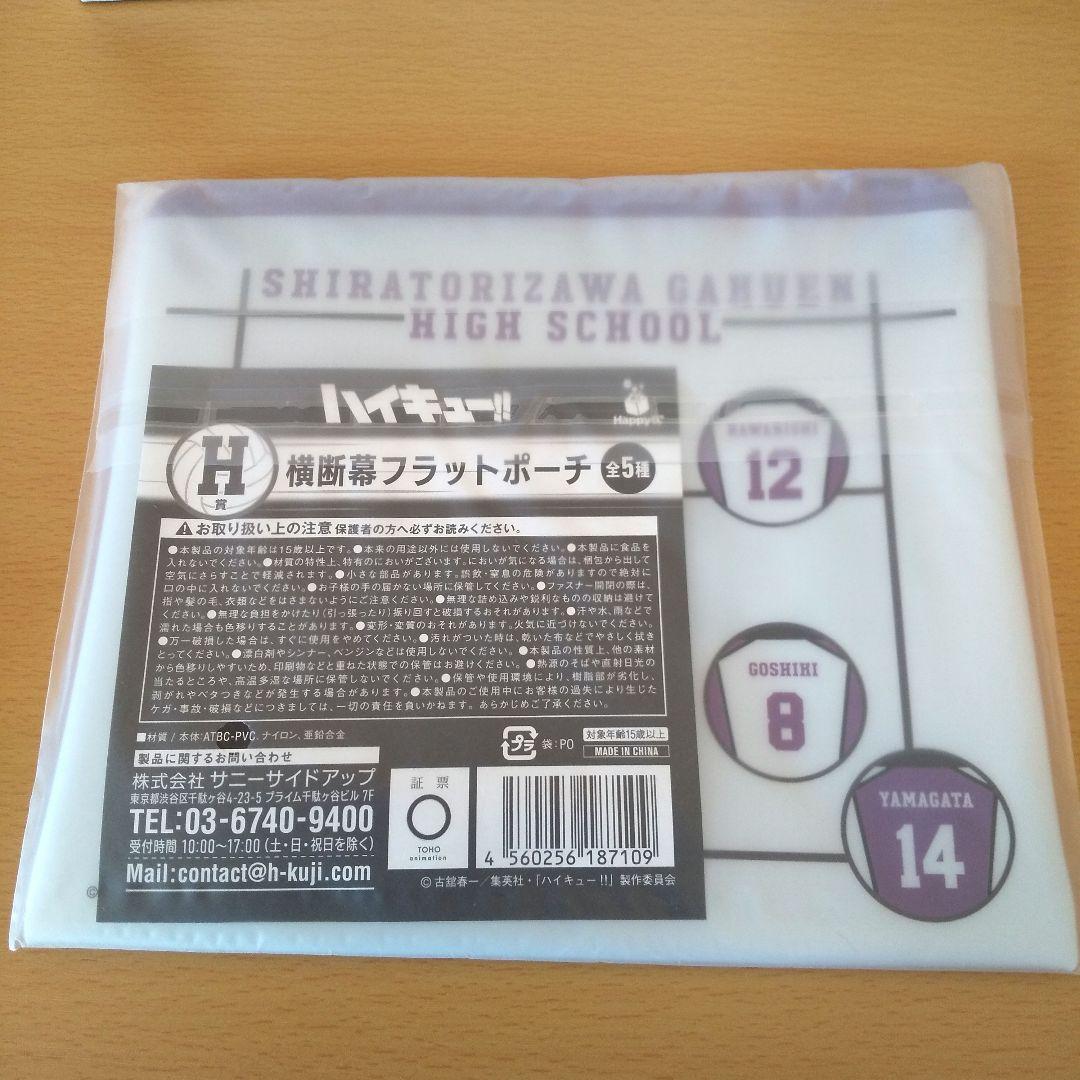 SHIRATORIZAWA GAKUEN
HIGH SCHOOL
ハイキュー!!
Happyくじ
H
賞
横断幕フラットポーチ
全5種
KAWANISHI
12
お取り扱い上の注意 保護者の方へ必ずお読みください。
●本製品の対象年齢は15歳以上です。●本来の用途以外には使用しないでください。●本製品に食品を
入れないでください。●材質の特性上、特有のにおいがございます。においが気になる場合は、梱包から出して
空気にさらすことで軽減されます。●小さな部品があります。誤飲・窒息の危険がありますので絶対に
口の中に入れないでください。●お子様の手の届かない場所に保管してください。●ファスナー開閉の際は、
指や髪の毛、衣類などをはさまないようにご注意ください。●無理な詰め込みや鋭利なものの収納は避けて
ください。●無理な負担をかけたり(引っ張ったり)振り回すと破損するおそれがあります。●汗や水、雨などで
濡れた場合も色移りすることがあります。●変形・変質のおそれがあります。火気に近づけないでください。
●万一破損した場合は、すぐに使用をやめてください。●汚れがついた時は、乾いた布などでやさしく拭き
とってください。●漂白剤やシンナー、ベンジンなどは使用しないでください。●本製品の性質上、他の素材
から色移りしやすいため、印刷物などと重ねた状態での保管はお避けください。●熱源のそばや直射日光の
当たるところや、高温多湿な場所に保管しないでください。●保管や使用環境により、樹脂部が劣化し、
剥がれやベタつきなどが発生する場合があります。●本製品のご使用中にお客様の過失により生じた
ケガ・事故・破損などにつきましては、一切の責任を負いかねます。あらかじめご了承ください。
GOSHIKI
8
■材質 / 本体:ATBC-PVC、ナイロン、亜鉛合金
プラ
袋:PO
対象年齢15歳以上
MADE IN CHINA
製品に関するお問い合わせ
株式会社 サニーサイドアップ
東京都渋谷区千駄ヶ谷4-23-5 プライム千駄ヶ谷ビル 7F
TEL:03-6740-9400
受付時間 10:00～17:00 (土・日・祝日を除く)
Mail:contact@h-kuji.com
証票
TOHO
animation
4 560256 187109
©古舘春一／集英社・「ハイキュー!!」製作委員会
YAMAGATA
14
©